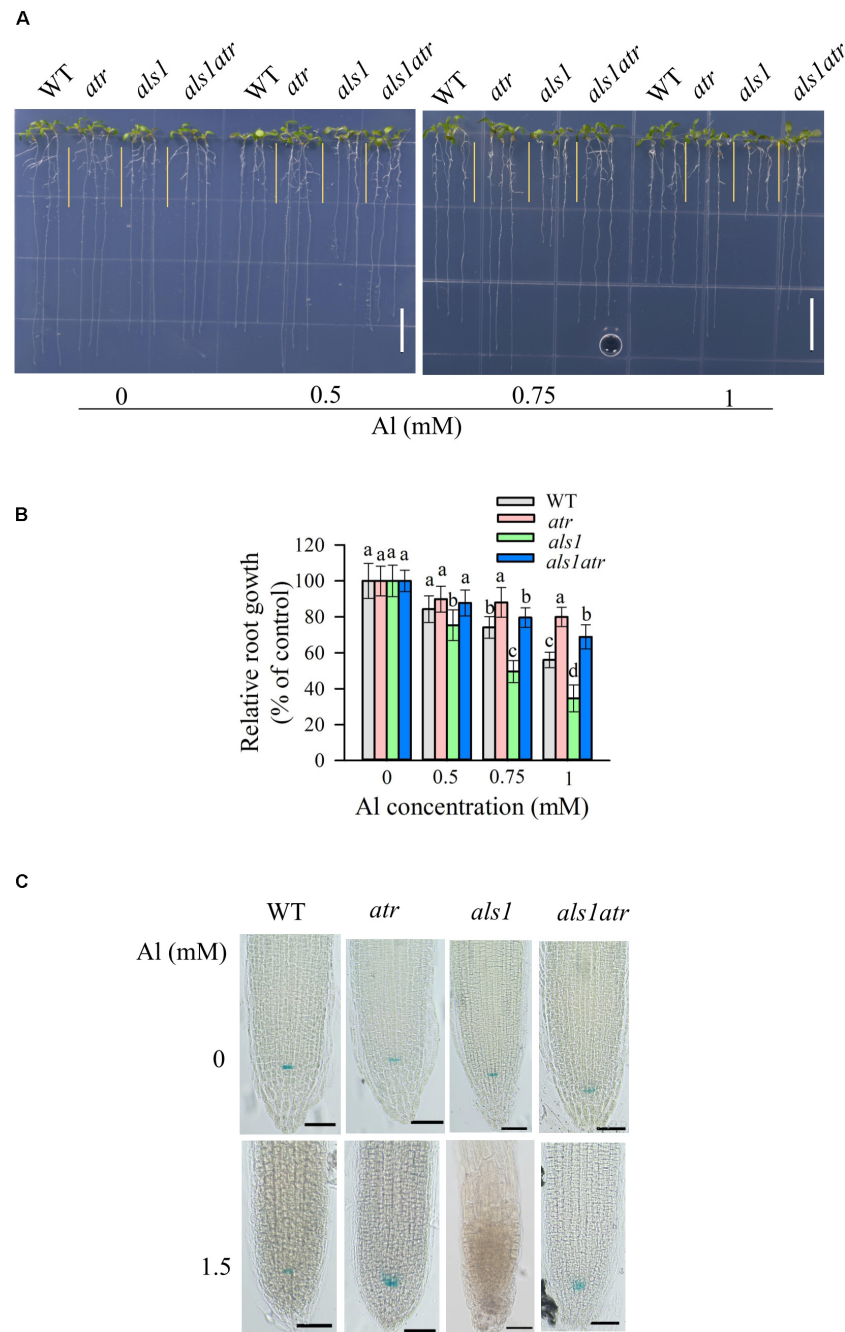 A
WT atr als1 als1atr WT atr als1 als1atr WT atr als1 als1atr WT atr als1 als1atr
0 0.5 0.75 1
Al (mM)
B
WT
atr
als1
als1atr
Relative root gowth
(% of control)
120
100
80
60
40
20
0
a a a a a a b a b a c b c a d b
0 0.5 0.75 1
Al concentration (mM)
C
WT atr als1 als1atr
Al (mM)
0
1.5